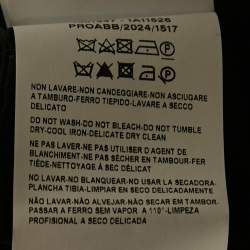 1A11526
PROABB/2024/1517
NON LAVARE-NON CANDEGGIARE-NON ASCIUGARE
A TAMBURO-FERRO TIEPIDO-LAVARE A SECCO
DELICATO
DO NOT WASH-DO NOT BLEACH-DO NOT TUMBLE
DRY-COOL IRON-DELICATE DRY CLEAN
NE PAS LAVER-NE PAS UTILISER D'AGENT DE
BLANCHIMENT-NE PAS SÉCHER EN TAMBOUR-FER
TIÈDE-NETTOYAGE À SEC DÉLICAT
NO LAVAR-NO BLANQUEAR-NO USAR LA SECADORA-
PLANCHA TIBIA-LIMPIAR EN SECO DELICADAMENTE.
NÃO LAVAR-NÃO ALVEJAR-NÃO SECAR EM TAMBOR.
PASSAR A FERRO SEM VAPOR A 110°-LIMPEZA
PROFISIONAL A SECO DELICADA